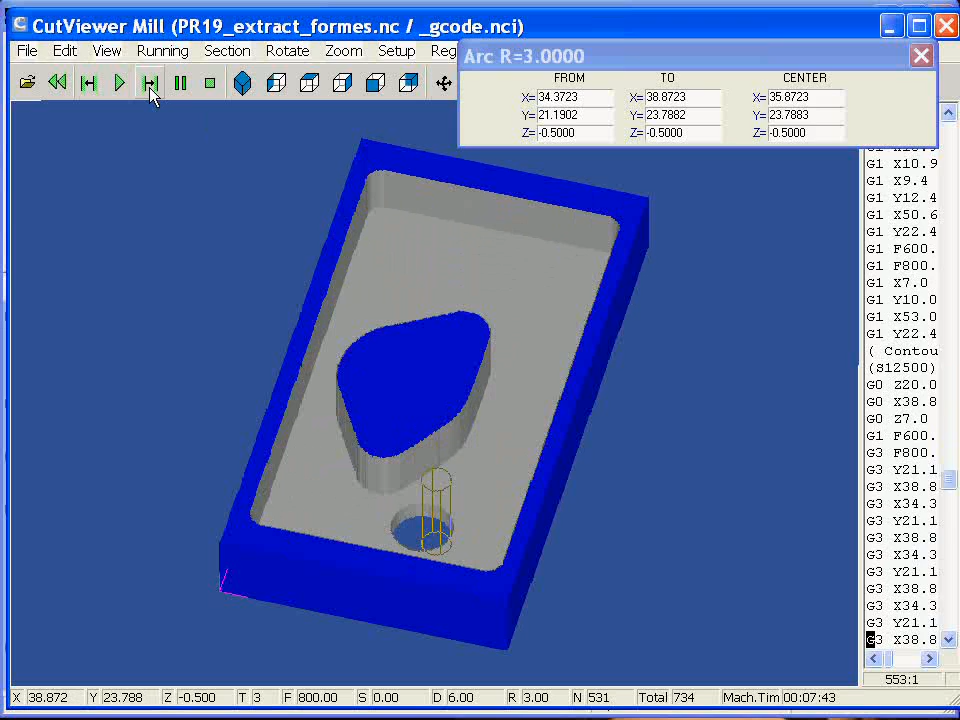 CutViewer Mill (PR19_extract_formes.nc / _gcode.nci)
File Edit View Running Section Rotate Zoom Setup Reg
Arc R=3.0000
FROM TO CENTER
X= 34.3723 X= 38.8723 X= 35.8723
Y= 21.1902 Y= 23.7882 Y= 23.7883
Z= -0.5000 Z= -0.5000 Z= -0.5000
G1 X10.9
G1 X9.4
G1 Y12.4
G1 X50.6
G1 Y22.4
G1 F600.
G1 F800.
G1 X7.0
G1 Y10.0
G1 X53.0
G1 Y22.4
( Contou
(S12500)
G0 Z20.0
G0 X38.8
G0 Z7.0
G1 F600.
G3 F800.
G3 Y21.1
G3 X38.8
G3 X34.3
G3 Y21.1
G3 X38.8
G3 X34.3
G3 Y21.1
G3 X38.8
G3 X34.3
G3 Y21.1
G3 X38.8
553:1
X 38.872 Y 23.788 Z -0.500 T 3 F 800.00 S 0.00 D 6.00 R 3.00 N 531 Total 734 Mach.Tim 00:07:43